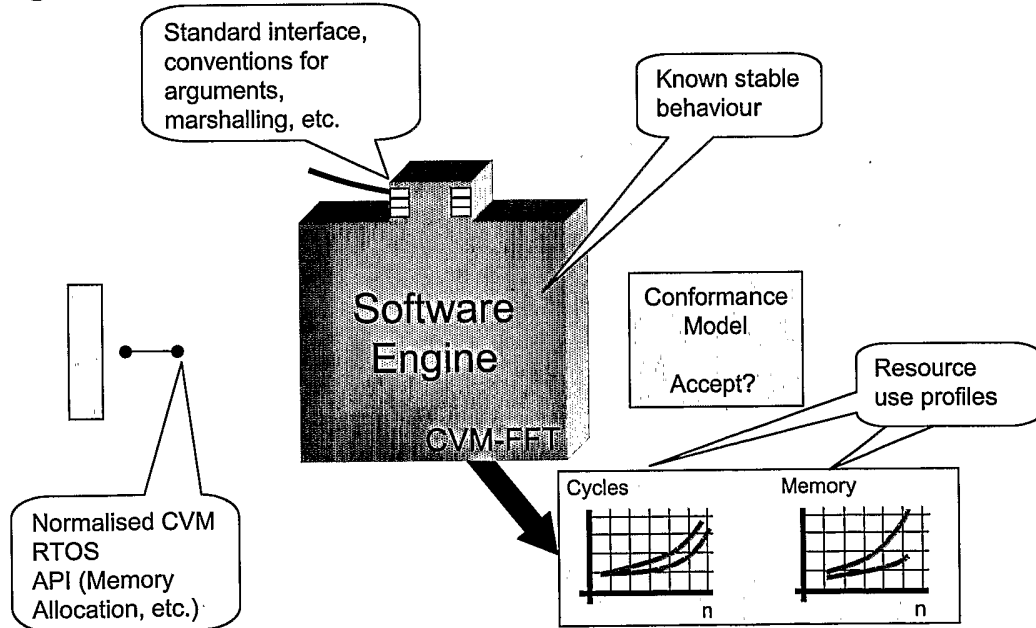 Standard interface,
conventions for
arguments,
marshalling, etc.
Known stable
behaviour
Software
Engine
CVM-FFT
Conformance
Model
Accept?
Resource
use profiles
Normalised CVM
RTOS
API (Memory
Allocation, etc.)
Cycles
n
Memory
n